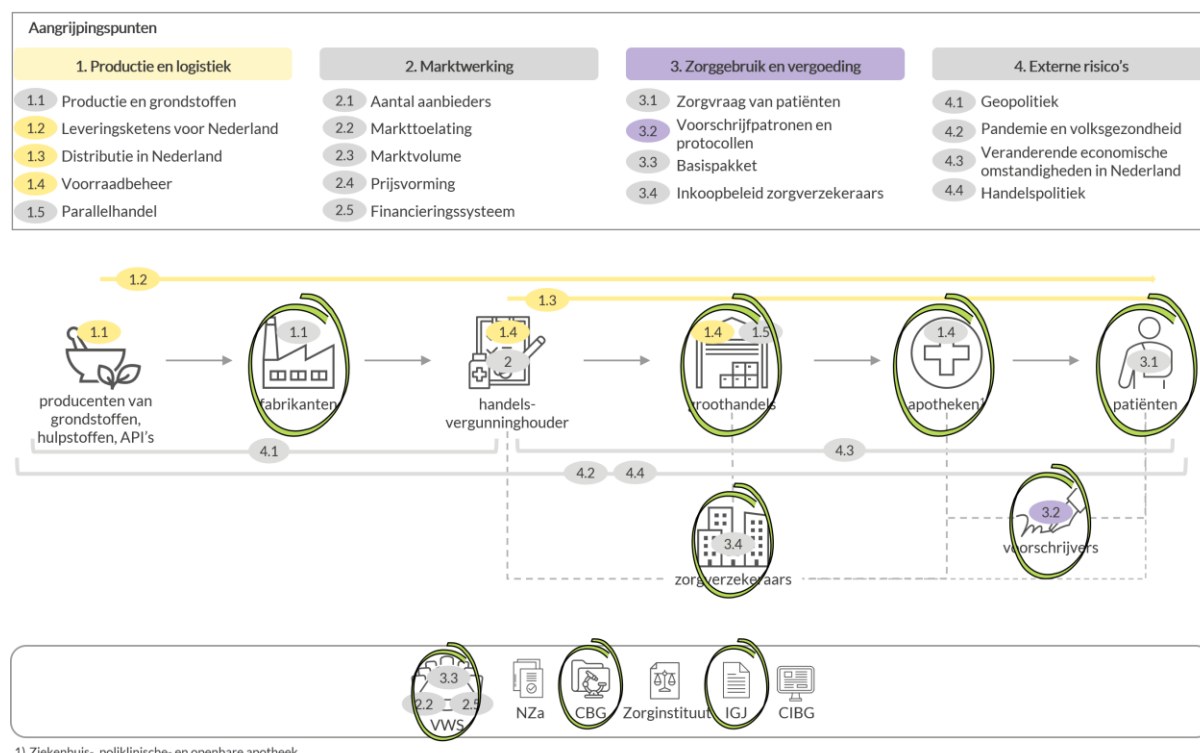 Aangrijpingspunten
1. Productie en logistiek
1.1 Productie en grondstoffen
1.2 Leveringsketens voor Nederland
1.3 Distributie in Nederland
1.4 Voorraadbeheer
1.5 Parallelhandel
2. Marktwerking
2.1 Aantal aanbieders
2.2 Markttoelating
2.3 Marktvolume
2.4 Prijsvorming
2.5 Financieringssysteem
3. Zorggebruik en vergoeding
3.1 Zorgvraag van patiënten
3.2 Voorschrijfpatronen en
protocollen
3.3 Basispakket
3.4 Inkoopbeleid zorgverzekeraars
4. Externe risico's
4.1 Geopolitiek
4.2 Pandemie en volksgezondheid
4.3 Veranderende economische
omstandigheden in Nederland
4.4 Handelspolitiek
1.2
1.3
1.1
producenten van
grondstoffen,
hulpstoffen, API's
1.1
fabrikanten
1.4
2
handels-
vergunninghouder
1.4
1.5
groothandels
1.4
apotheken¹
3.1
patiënten
4.1
4.3
4.2
4.4
3.4
zorgverzekeraars
3.2
voorschrijvers
3.3
2.2
2.5
VWS
NZa
CBG
Zorginstituut
IGJ
CIBG
1) Ziekenhuis-, poliklinische- en openbare apotheek